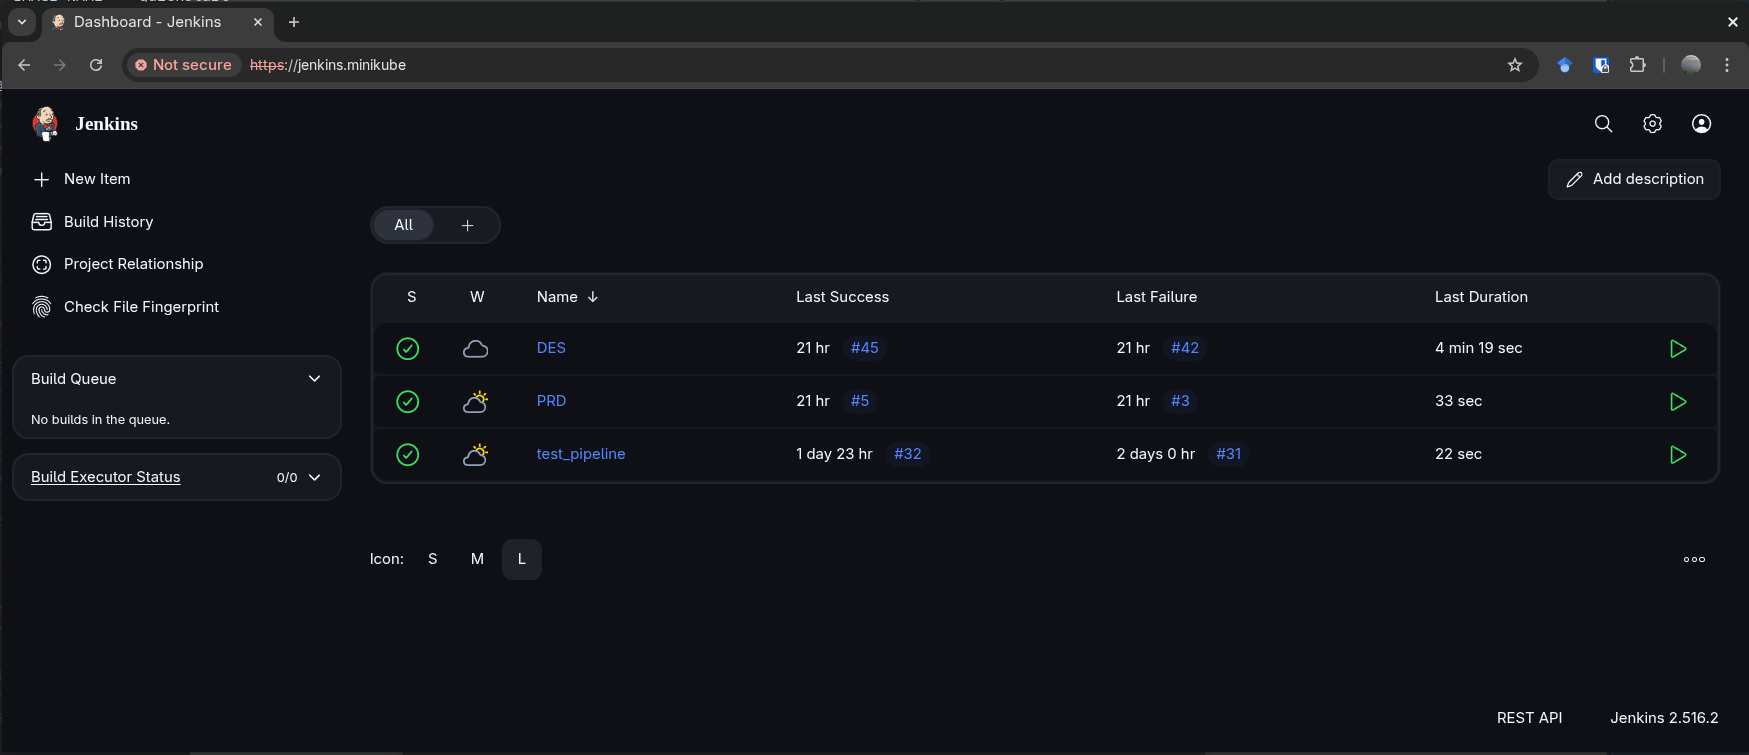 Dashboard - Jenkins
Not secure https://jenkins.minikube
Jenkins
New Item
Build History
Project Relationship
Check File Fingerprint
Build Queue
No builds in the queue.
Build Executor Status 0/0
Add description
All
S W Name Last Success Last Failure Last Duration
DES 21 hr #45 21 hr #42 4 min 19 sec
PRD 21 hr #5 21 hr #3 33 sec
test_pipeline 1 day 23 hr #32 2 days 0 hr #31 22 sec
Icon: S M L
REST API Jenkins 2.516.2